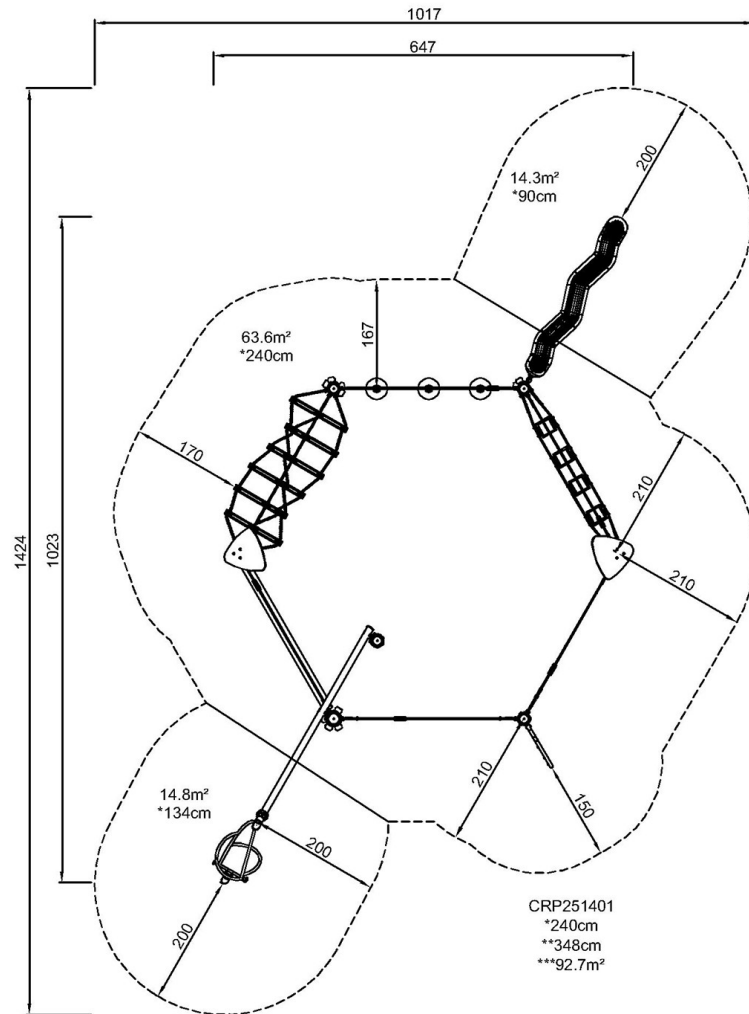 1017
647
200
14.3m²
*90cm
167
63.6m²
*240cm
170
210
210
1424
1023
14.8m²
*134cm
210
150
200
200
CRP251401
*240cm
**348cm
***92.7m²